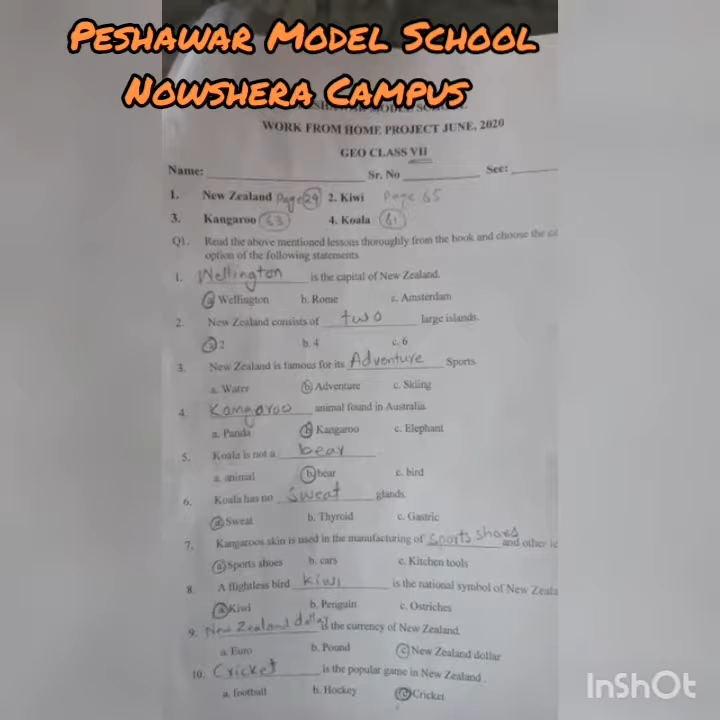 PESHAWAR MODEL SCHOOL
NOWSHERA CAMPUS
WORK FROM HOME PROJECT JUNE, 2020
GEO CLASS VII
Name: Sr. No Sec:
1. New Zealand Page 29 2. Kiwi Page 65
3. Kangaroo 63 4. Koala 61
Q1. Read the above mentioned lessons thoroughly from the book and choose the
option of the following statements.
1. Wellington is the capital of New Zealand.
a Wellington b. Rome c. Amsterdam
2. New Zealand consists of two large islands.
a 2 b. 4 c. 6
3. New Zealand is famous for its Adventure Sports.
a. Water b Adventure c. Skiing
4. Kangaroo animal found in Australia.
a. Panda b Kangaroo c. Elephant
5. Koala is not a bear
a. animal b bear c. bird
6. Koala has no Sweat glands.
a Sweat b. Thyroid c. Gastric
7. Kangaroos skin is used in the manufacturing of Sports shoes and other
a Sports shoes b. cars c. Kitchen tools
8. A flightless bird kiwi is the national symbol of New
a Kiwi b. Penguin c. Ostriches
9. New Zealand dollar is the currency of New Zealand.
a. Euro b. Pound c New Zealand dollar
10. Cricket is the popular game in New Zealand.
a. football b. Hockey c Cricket
InShOt